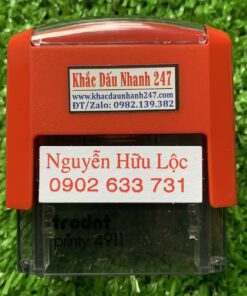 Khắc Dấu Nhanh 247
www.khacdaunhanh247.com
ĐT/Zalo: 0982.139.382
Nguyễn Hữu Lộc
0902 633 731
trodat
printy 4911